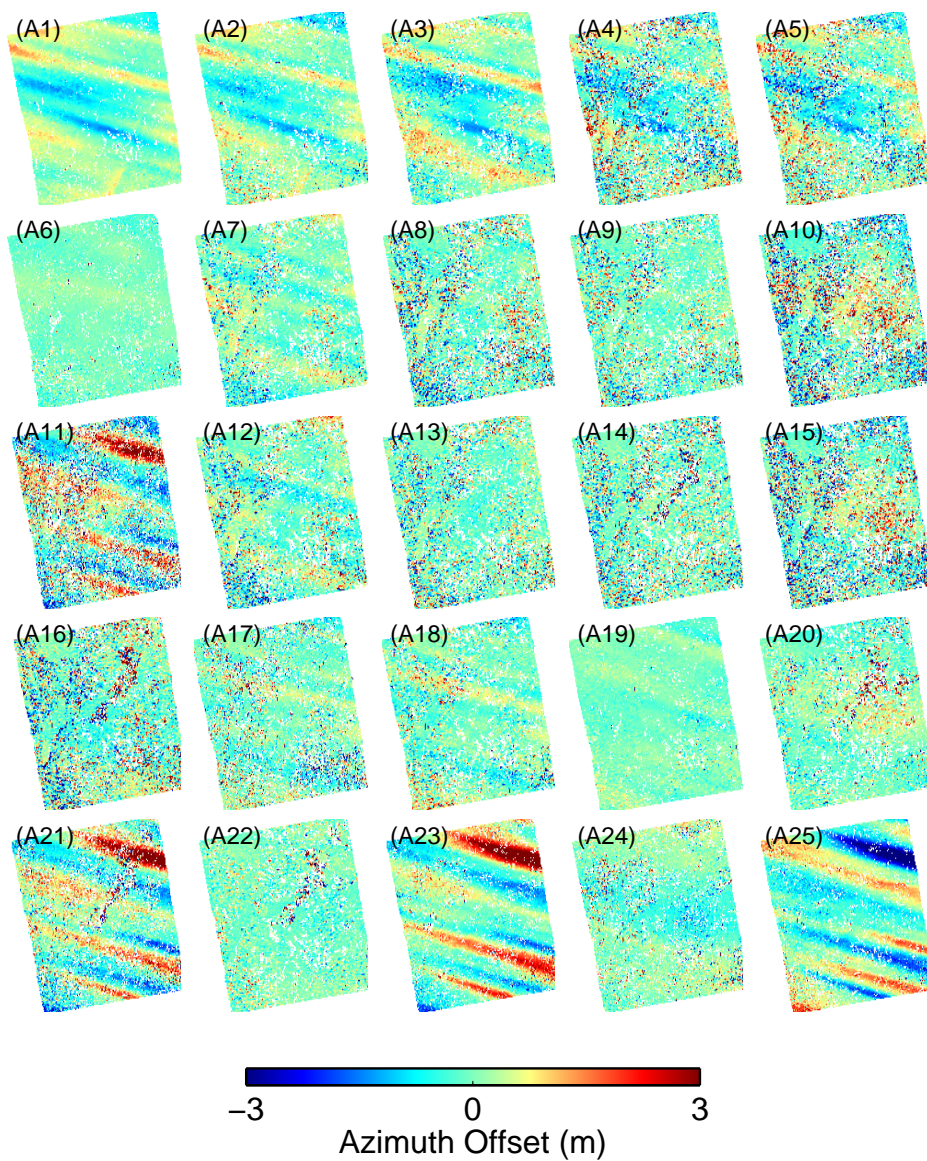 (A1) (A2) (A3) (A4) (A5)
(A6) (A7) (A8) (A9) (A10)
(A11) (A12) (A13) (A14) (A15)
(A16) (A17) (A18) (A19) (A20)
(A21) (A22) (A23) (A24) (A25)
−3 0 3
Azimuth Offset (m)